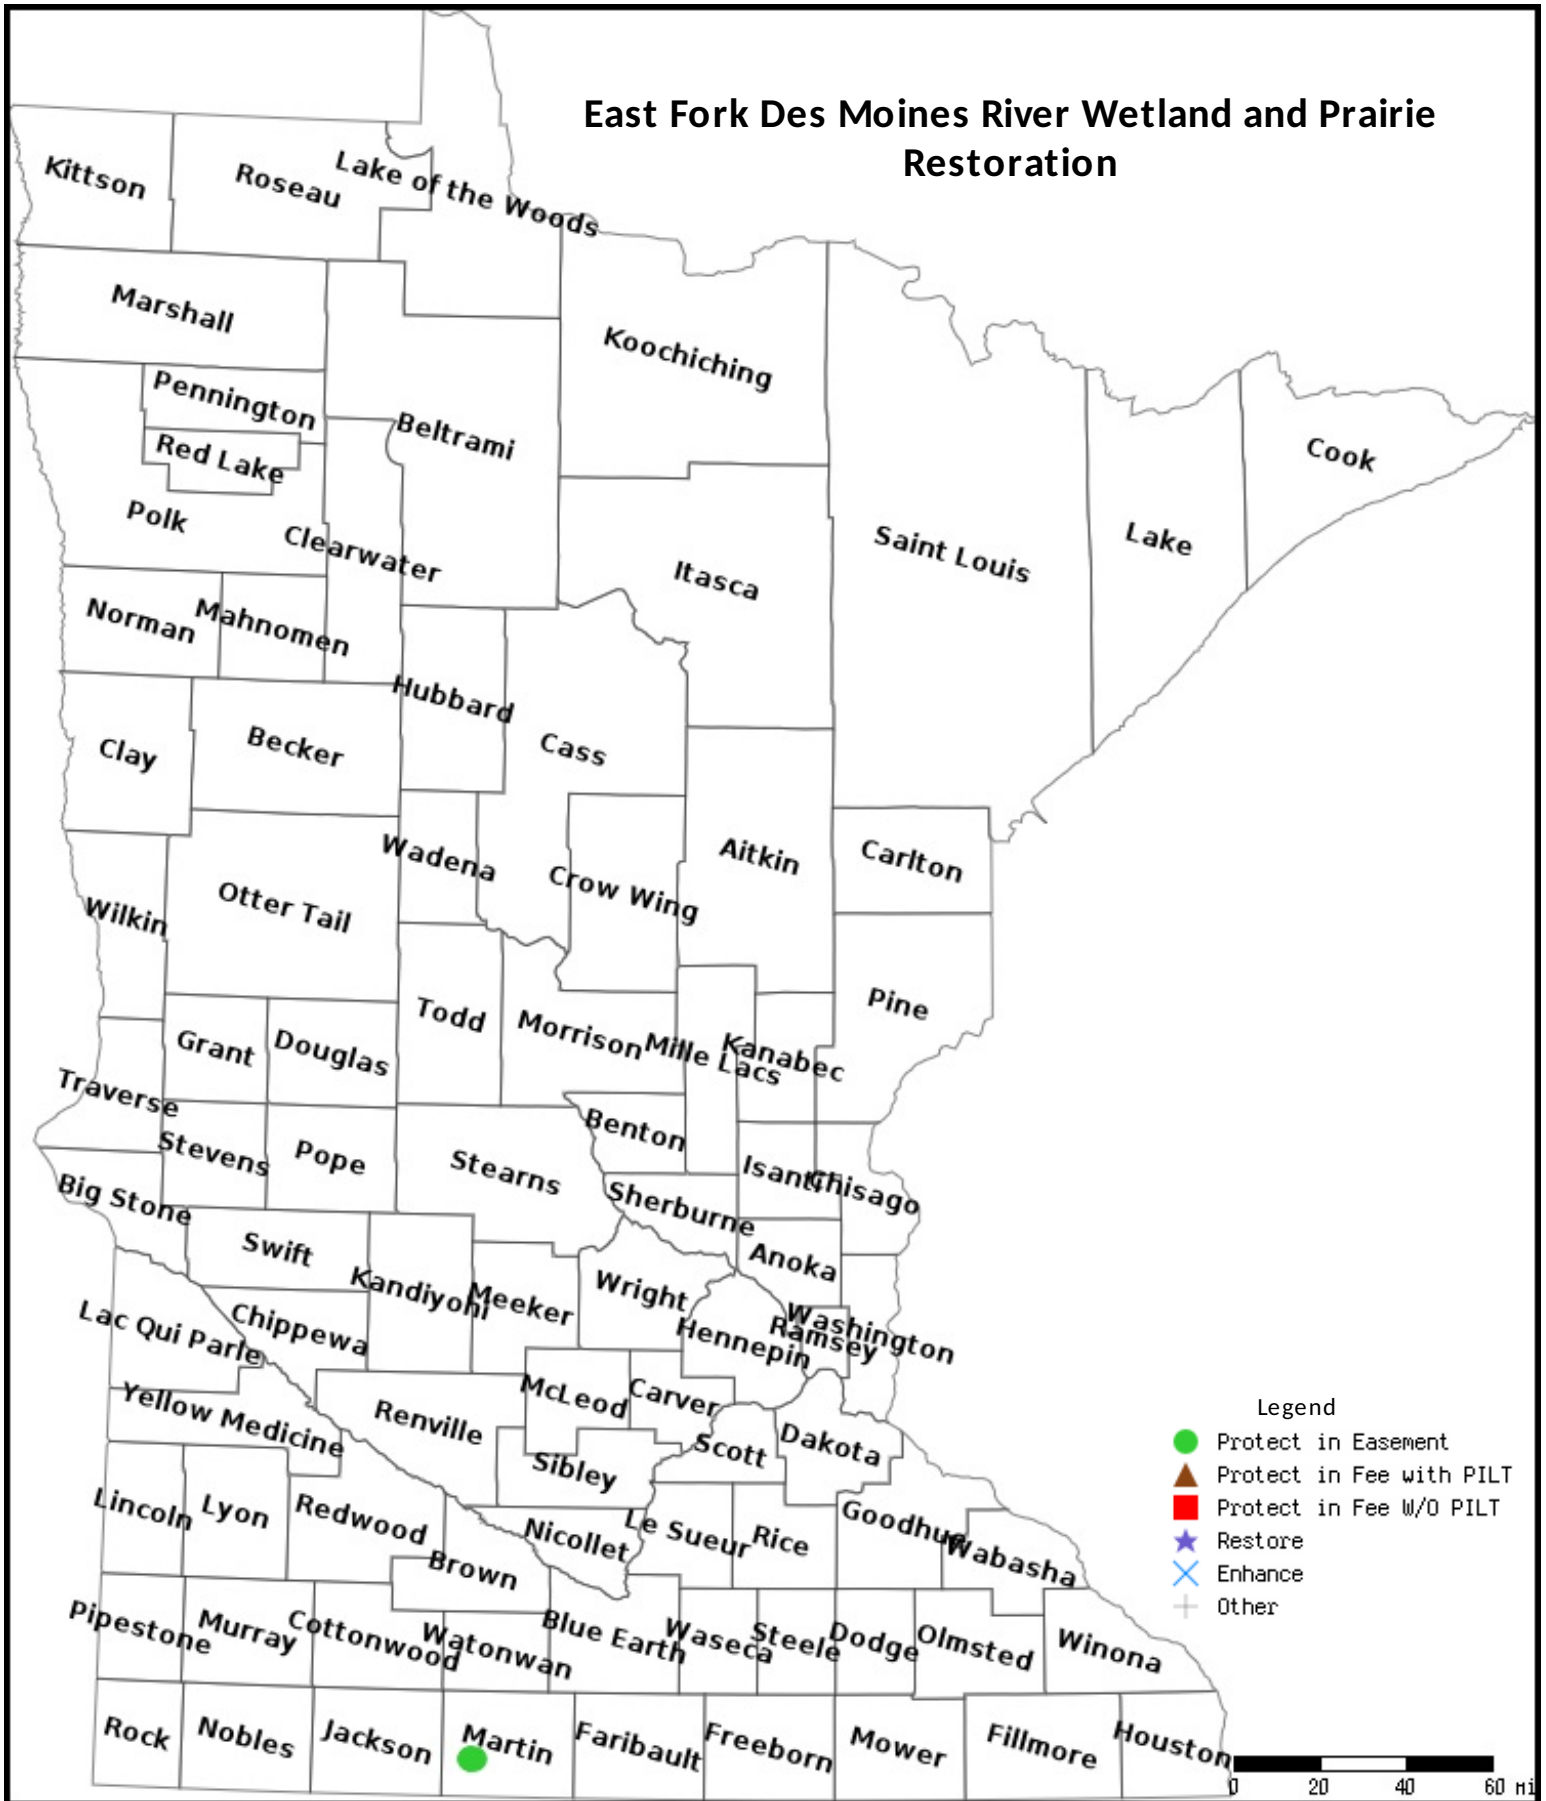 East Fork Des Moines River Wetland and Prairie
Restoration
Kittson
Roseau
Lake of the Woods
Marshall
Koochiching
Pennington
Beltrami
Red Lake
Cook
Polk
Clearwater
Saint Louis
Lake
Itasca
Norman
Mahnomen
Hubbard
Clay
Becker
Cass
Wadena
Aitkin
Carlton
Wilkin
Otter Tail
Crow Wing
Todd
Morrison
Mille Lacs
Kanabec
Pine
Grant
Douglas
Traverse
Stevens
Pope
Stearns
Benton
Isanti
Chisago
Big Stone
Sherburne
Swift
Anoka
Kandiyohi
Meeker
Wright
Lac Qui Parle
Chippewa
Hennepin
Ramsey
Washington
Yellow Medicine
Renville
McLeod
Carver
Scott
Dakota
Sibley
Lincoln
Lyon
Redwood
Nicollet
Le Sueur
Rice
Goodhue
Wabasha
Brown
Pipestone
Murray
Cottonwood
Watonwan
Blue Earth
Waseca
Steele
Dodge
Olmsted
Winona
Rock
Nobles
Jackson
Martin
Faribault
Freeborn
Mower
Fillmore
Houston
Legend
Protect in Easement
Protect in Fee with PILT
Protect in Fee W/O PILT
Restore
Enhance
Other
0 20 40 60 mi